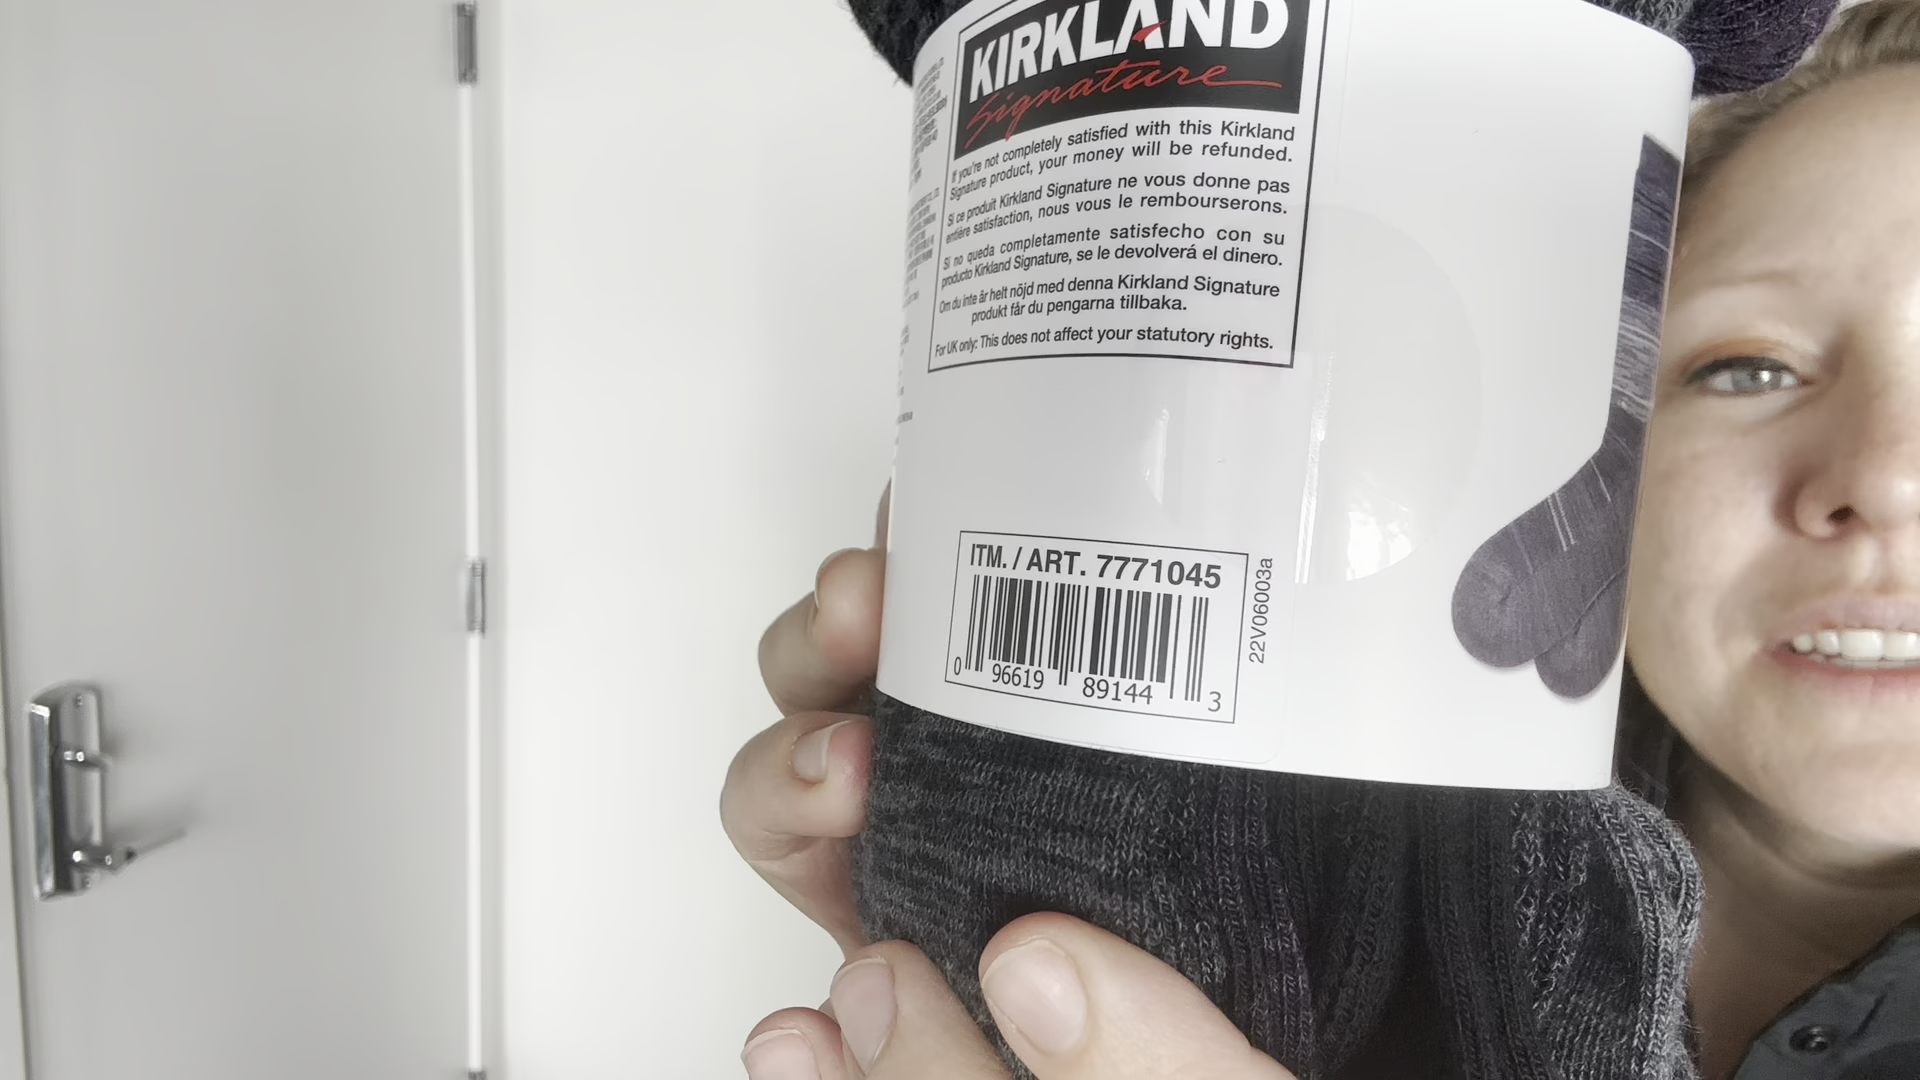 KIRKLAND
Signature
If you're not completely satisfied with this Kirkland
Signature product, your money will be refunded.
Si ce produit Kirkland Signature ne vous donne pas
entière satisfaction, nous vous le rembourserons.
Si no queda completamente satisfecho con su
producto Kirkland Signature, se le devolverá el dinero.
Om du inte är helt nöjd med denna Kirkland Signature
produkt får du pengarna tillbaka.
For UK only: This does not affect your statutory rights.
ITM. / ART. 7771045
0 96619 89144 3
22V06003a